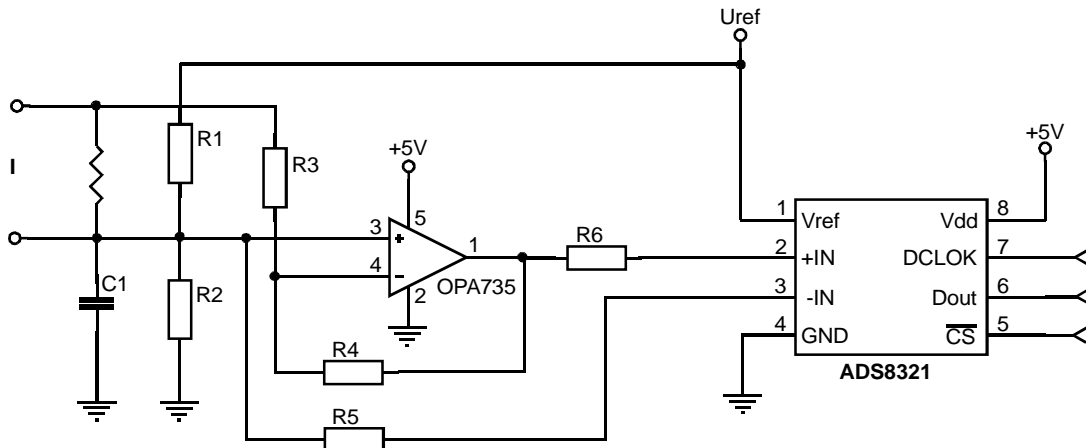 Uref
R1
+5V
R3
+5V
I
1 Vref
Vdd 8
3
+
5
1
R6
2 +IN
DCLOK 7
4
-
OPA735
C1
R2
2
3 -IN
Dout 6
4 GND
CS 5
R4
ADS8321
R5